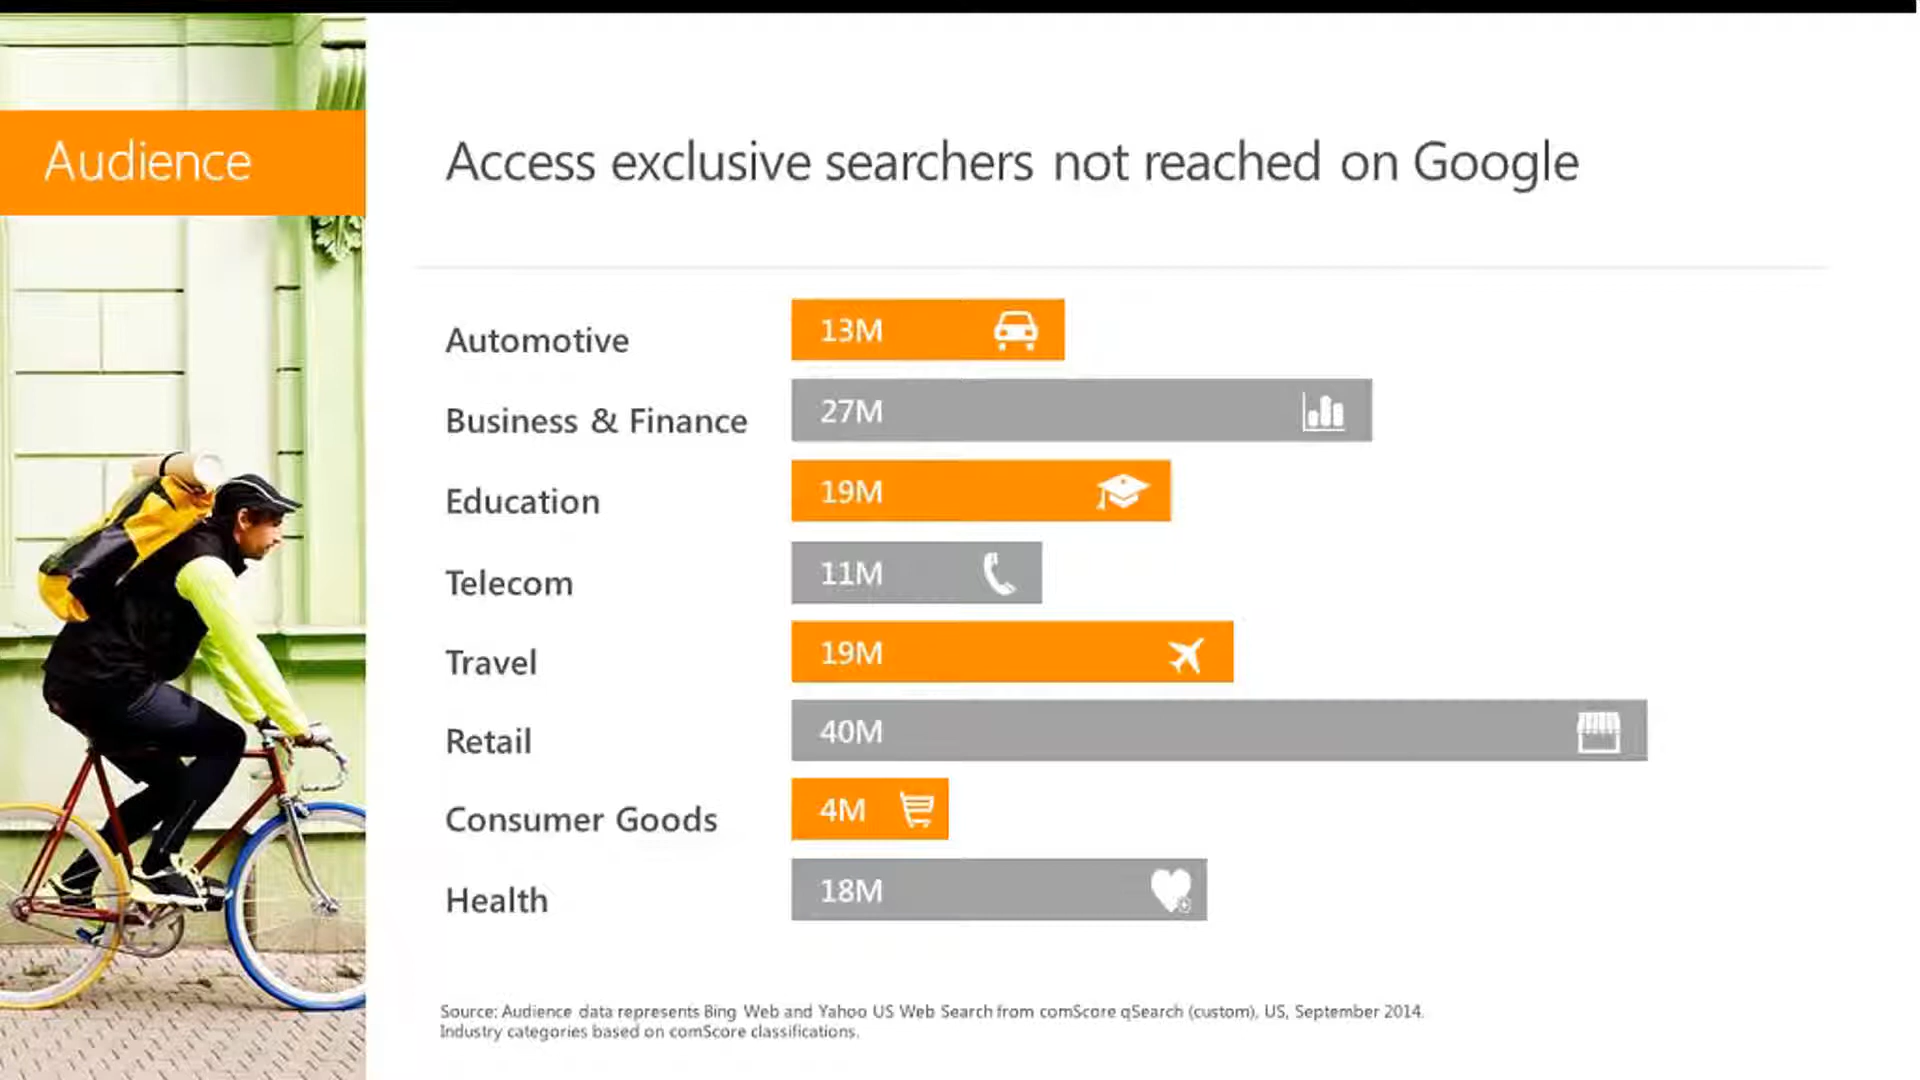 Audience
Access exclusive searchers not reached on Google
Automotive 13M
Business & Finance 27M
Education 19M
Telecom 11M
Travel 19M
Retail 40M
Consumer Goods 4M
Health 18M
Source: Audience data represents Bing Web and Yahoo US Web Search from comScore qSearch (custom), US, September 2014.
Industry categories based on comScore classifications.